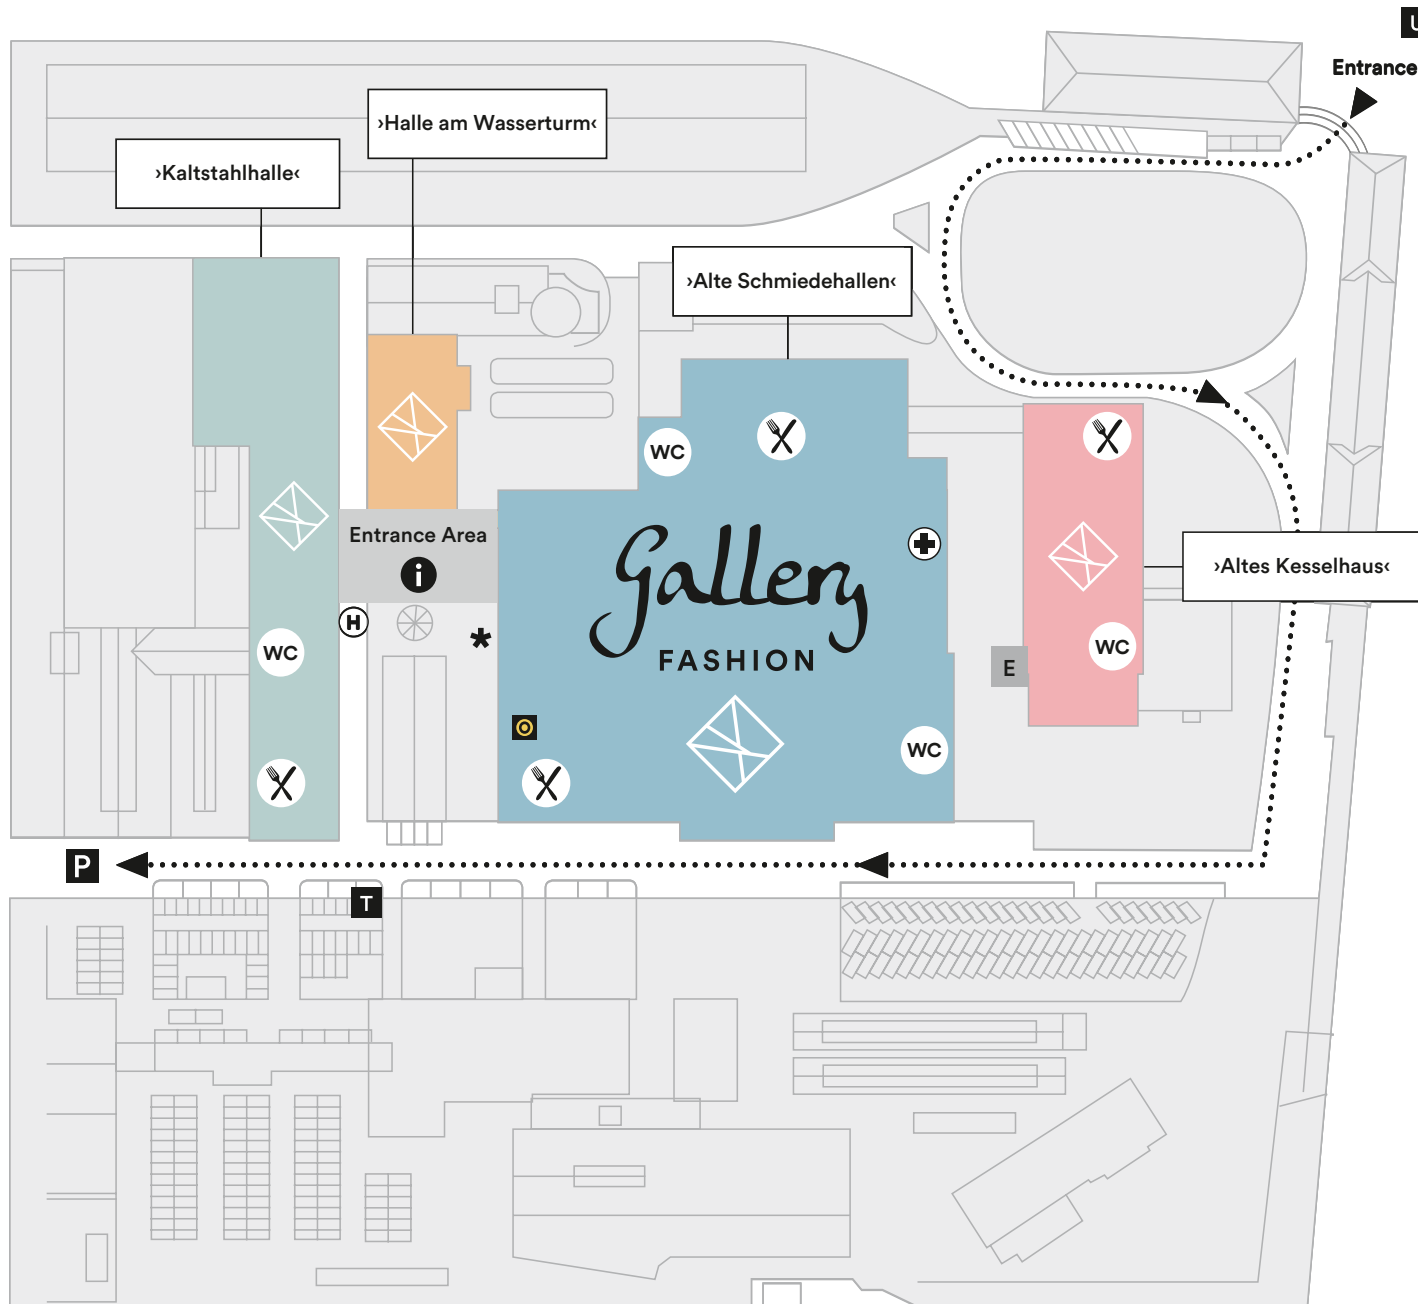 U
Entrance
›Halle am Wasserturm‹
›Kaltstahlhalle‹
›Alte Schmiedehallen‹
WC
Entrance Area
i
gallery
FASHION
›Altes Kesselhaus‹
H
*
WC
WC
E
WC
P
T